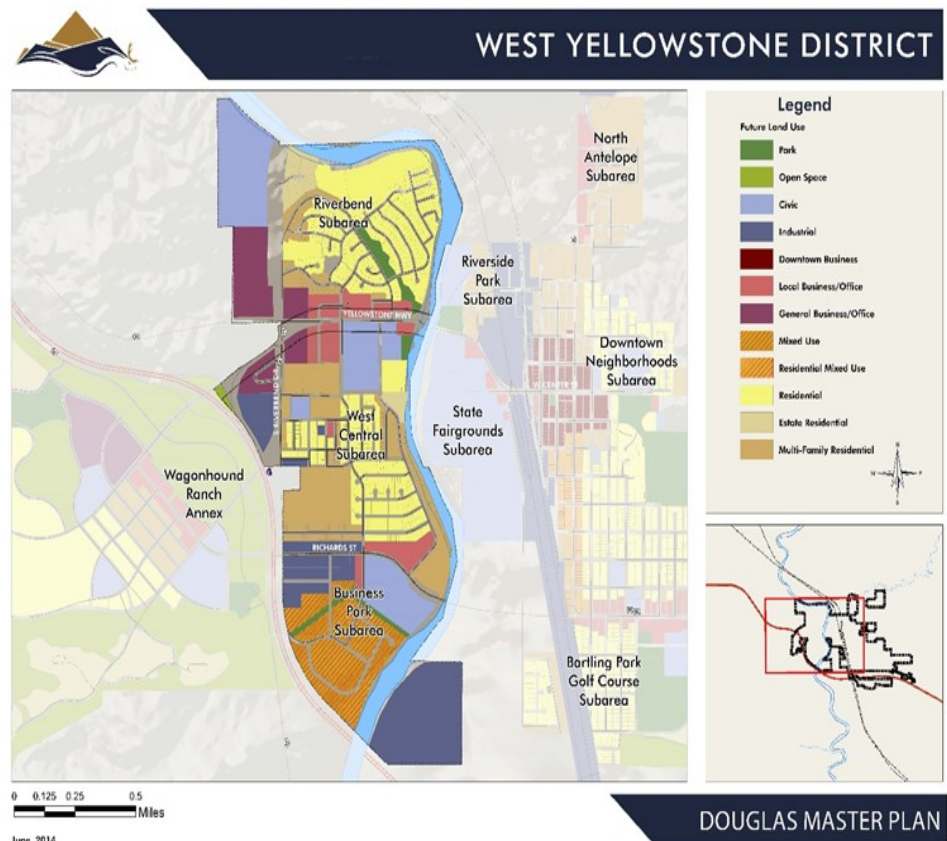 WEST YELLOWSTONE DISTRICT
North
Antelope
Subarea
Riverbend
Subarea
Riverside
Park
Subarea
YELLOWSTONE HWY
Downtown
Neighborhoods
Subarea
W CENTER ST
S RIVERBEND DR
West
Central
Subarea
State
Fairgrounds
Subarea
Wagonhound
Ranch
Annex
RICHARDS ST
Business
Park
Subarea
Bartling Park
Golf Course
Subarea
Legend
Future Land Use
Park
Open Space
Civic
Industrial
Downtown Business
Local Business/Office
General Business/Office
Mixed Use
Residential Mixed Use
Residential
Estate Residential
Multi-Family Residential
N
0 0.125 0.25 0.5
Miles
June, 2014
DOUGLAS MASTER PLAN